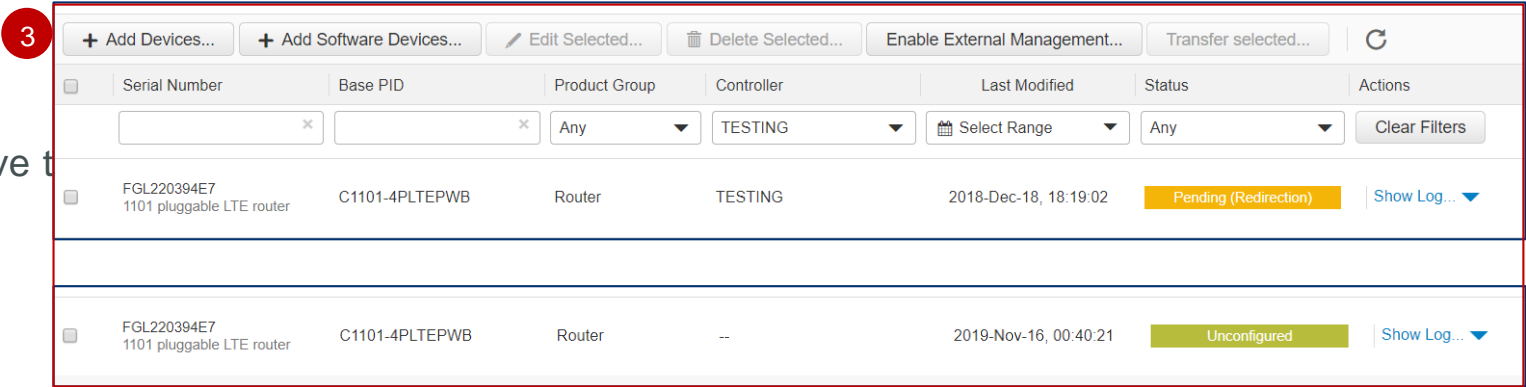 3
+ Add Devices... + Add Software Devices... Edit Selected... Delete Selected... Enable External Management... Transfer selected...
Serial Number Base PID Product Group Controller Last Modified Status Actions
× × Any TESTING Select Range Any Clear Filters
ve t
FGL220394E7
1101 pluggable LTE router C1101-4PLTEPWB Router TESTING 2018-Dec-18, 18:19:02 Pending (Redirection) Show Log...
FGL220394E7
1101 pluggable LTE router C1101-4PLTEPWB Router -- 2019-Nov-16, 00:40:21 Unconfigured Show Log...